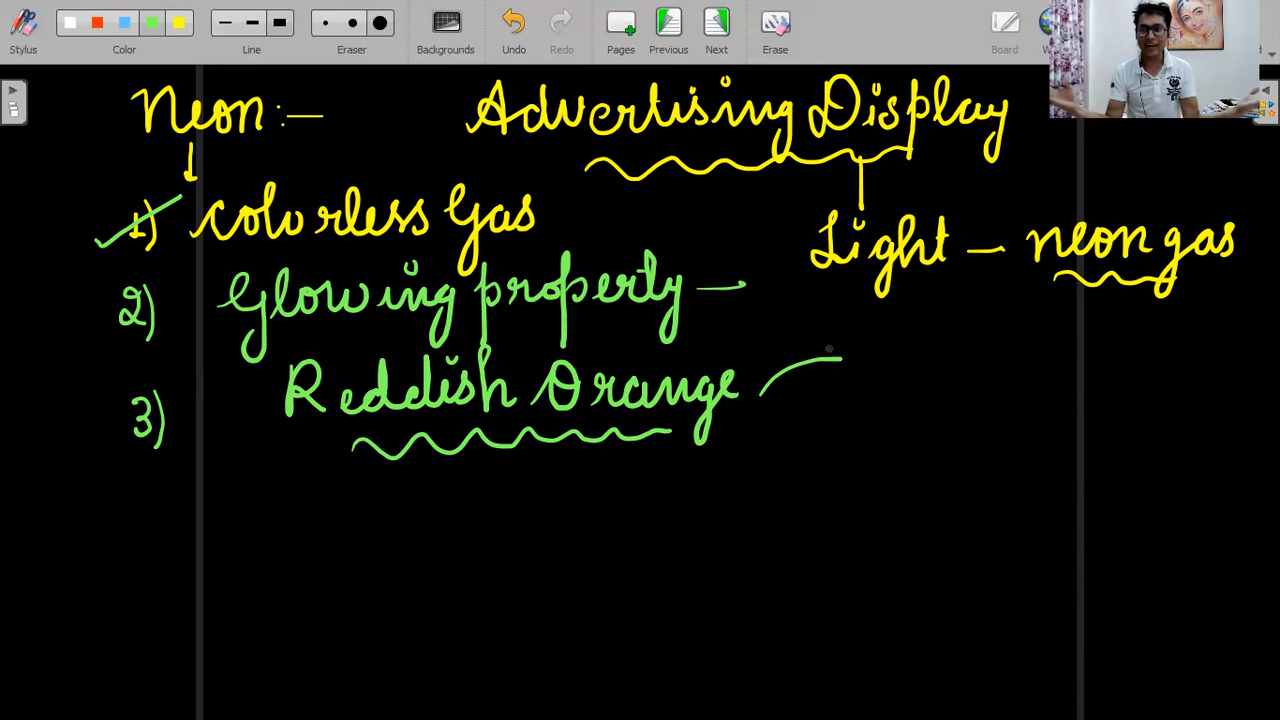 Stylus
Color
Line
Eraser
Backgrounds
Undo
Redo
Pages
Previous
Next
Erase
Board
Neon :— Advertising Display
1) Colorless Gas
Light — neon gas
2) Glowing property —
3) Reddish Orange